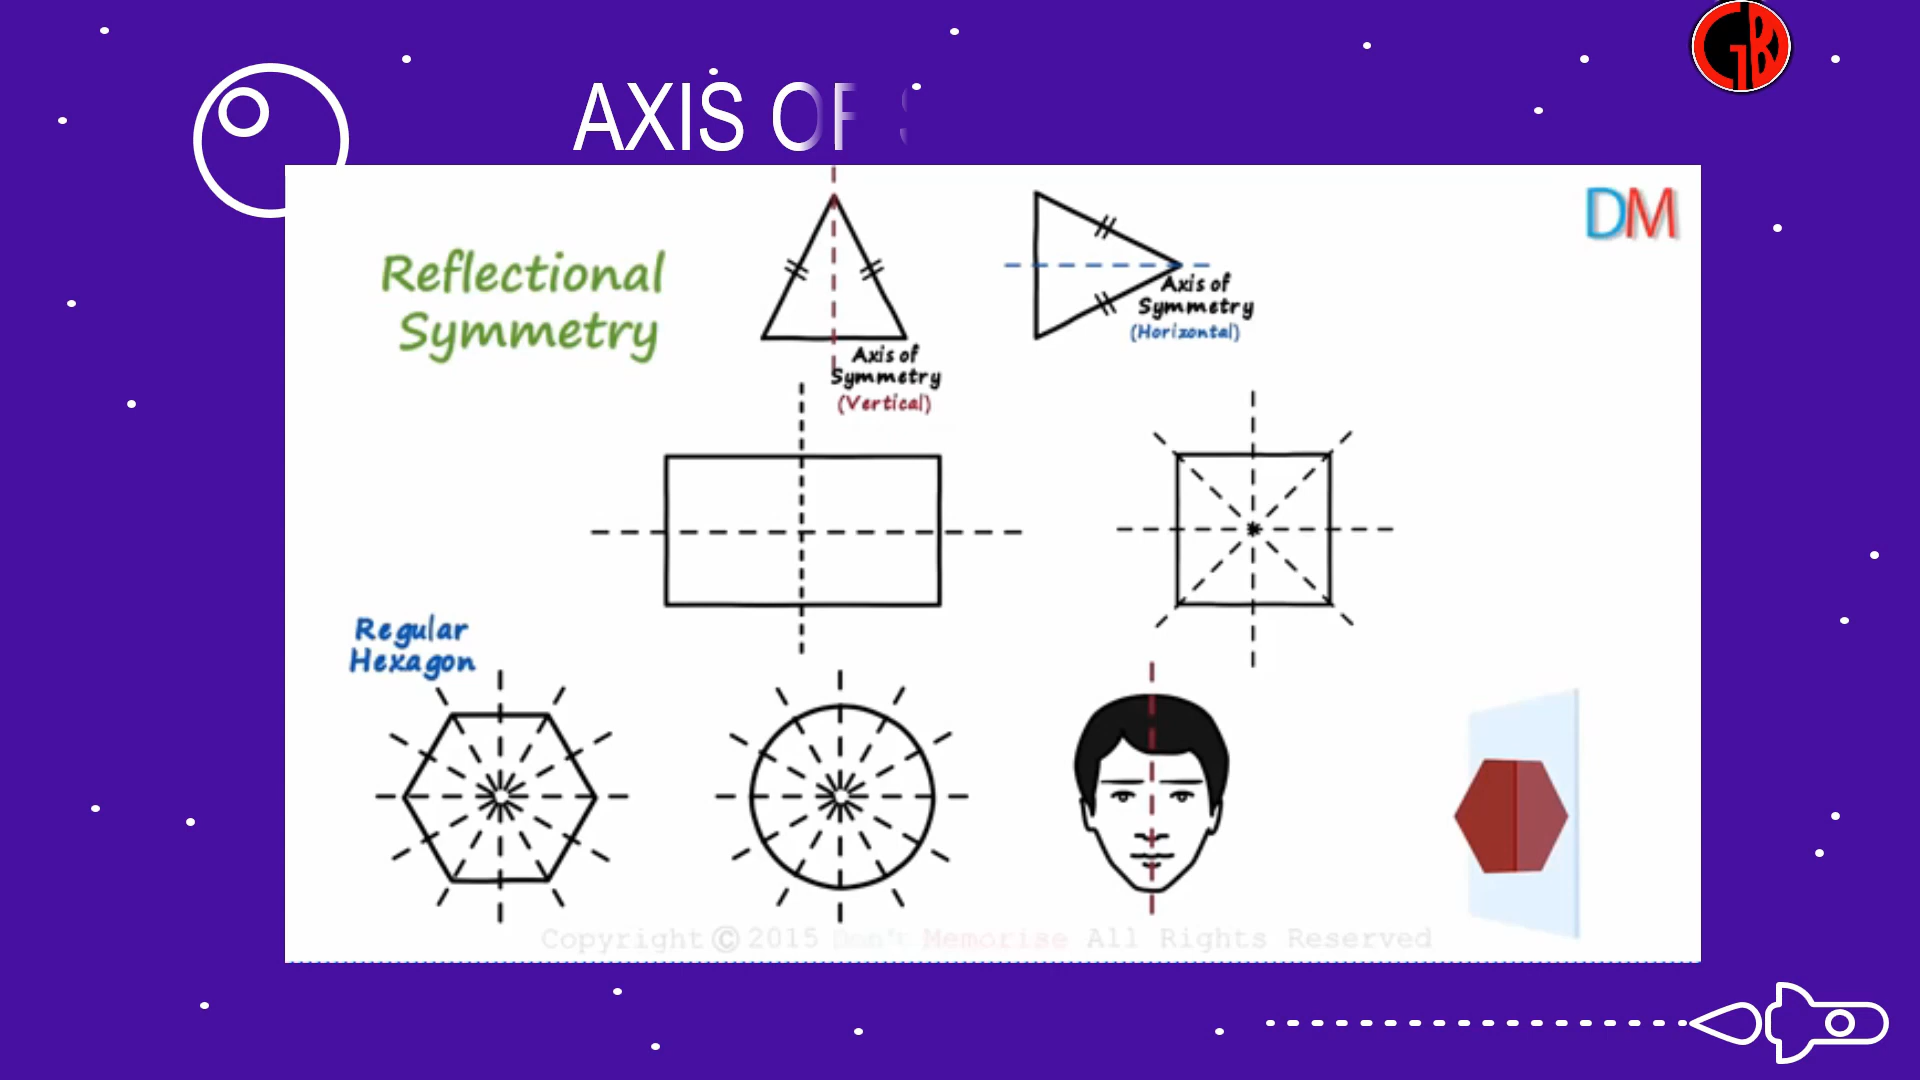 AXIS OF S
DM
Reflectional
Symmetry
Axis of
Symmetry
(Horizontal)
Axis of
Symmetry
(Vertical)
Regular
Hexagon
Copyright © 2015 Don't Memorise All Rights Reserved